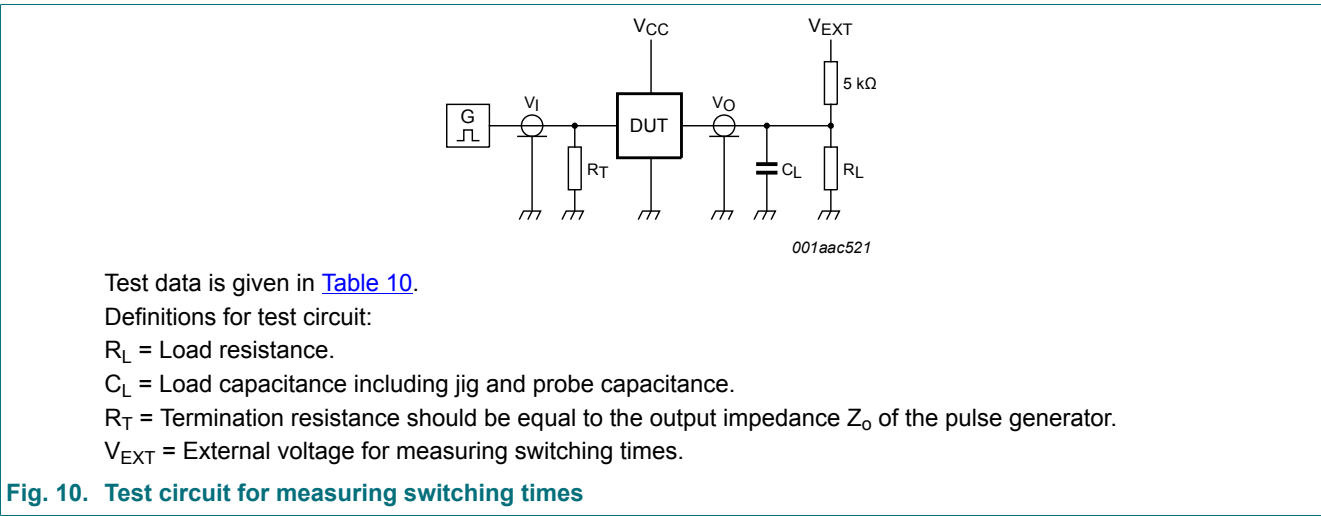 VCC
VEXT
5 kΩ
G
VI
DUT
VO
RT
CL
RL
001aac521
Test data is given in Table 10.
Definitions for test circuit:
RL = Load resistance.
CL = Load capacitance including jig and probe capacitance.
RT = Termination resistance should be equal to the output impedance Zo of the pulse generator.
VEXT = External voltage for measuring switching times.
Fig. 10. Test circuit for measuring switching times